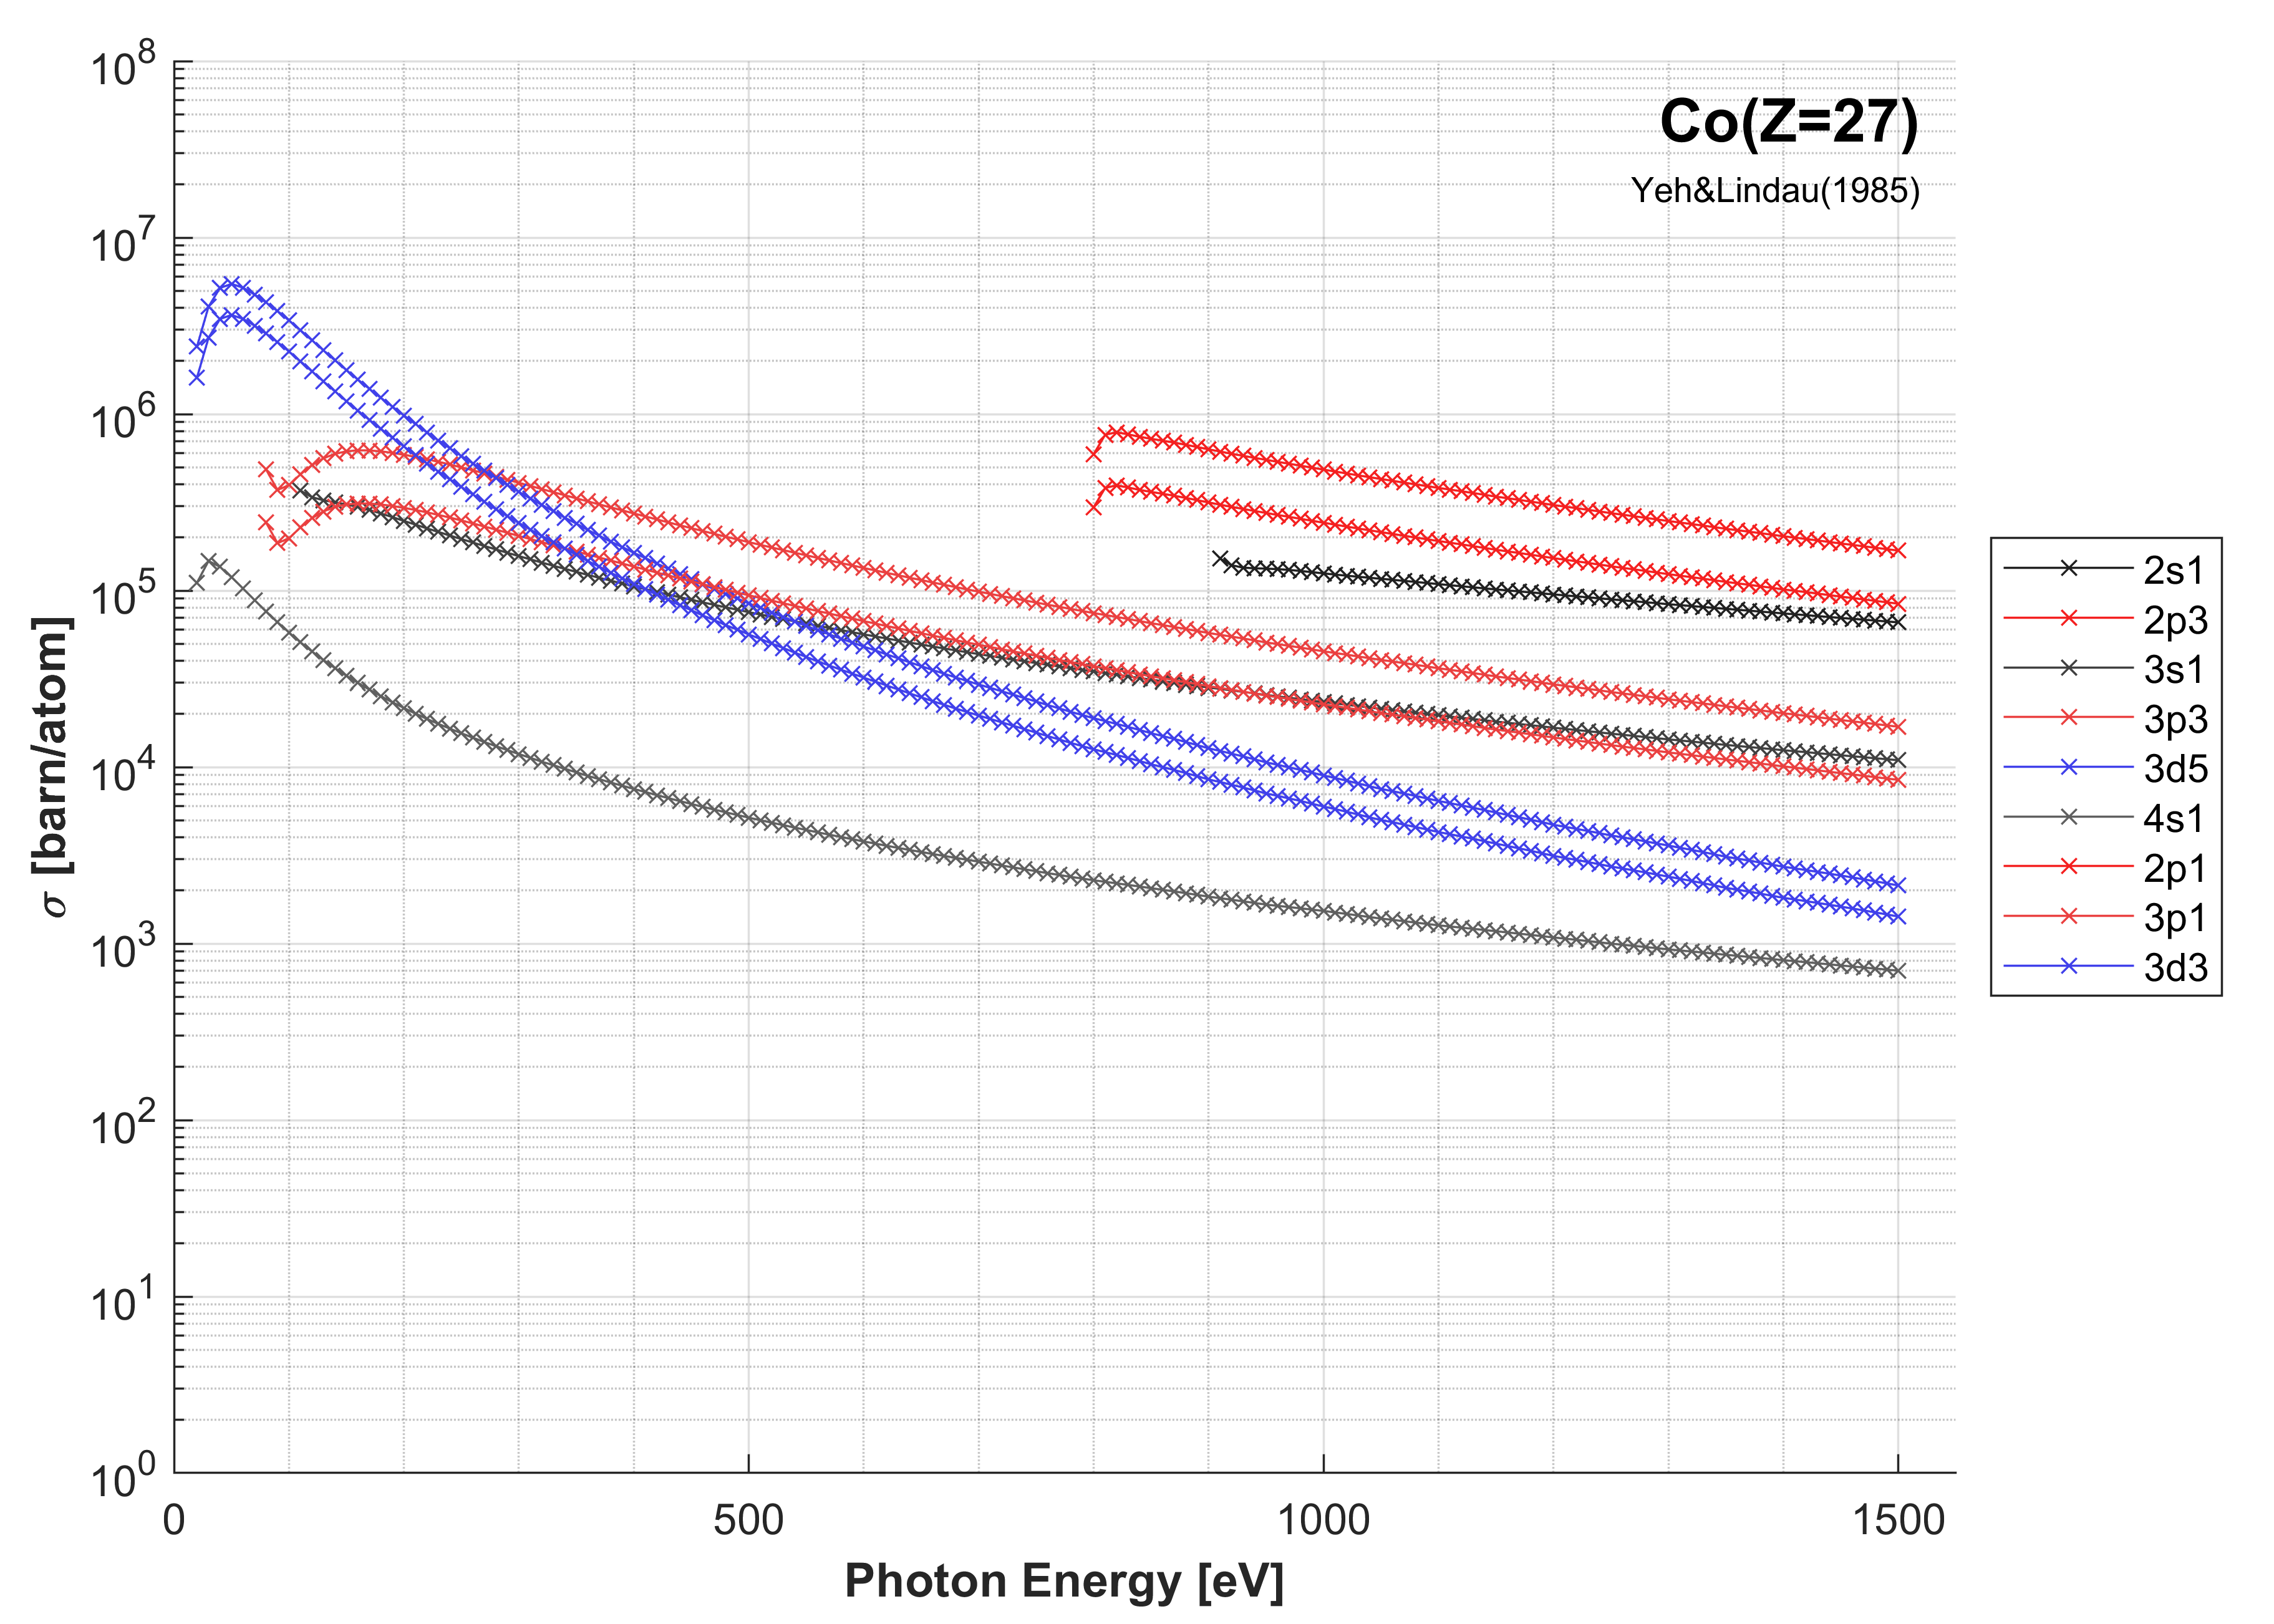 Co(Z=27)
Yeh&Lindau(1985)
10^8
10^7
10^6
10^5
10^4
10^3
10^2
10^1
10^0
σ [barn/atom]
0 500 1000 1500
Photon Energy [eV]
2s1
2p3
3s1
3p3
3d5
4s1
2p1
3p1
3d3